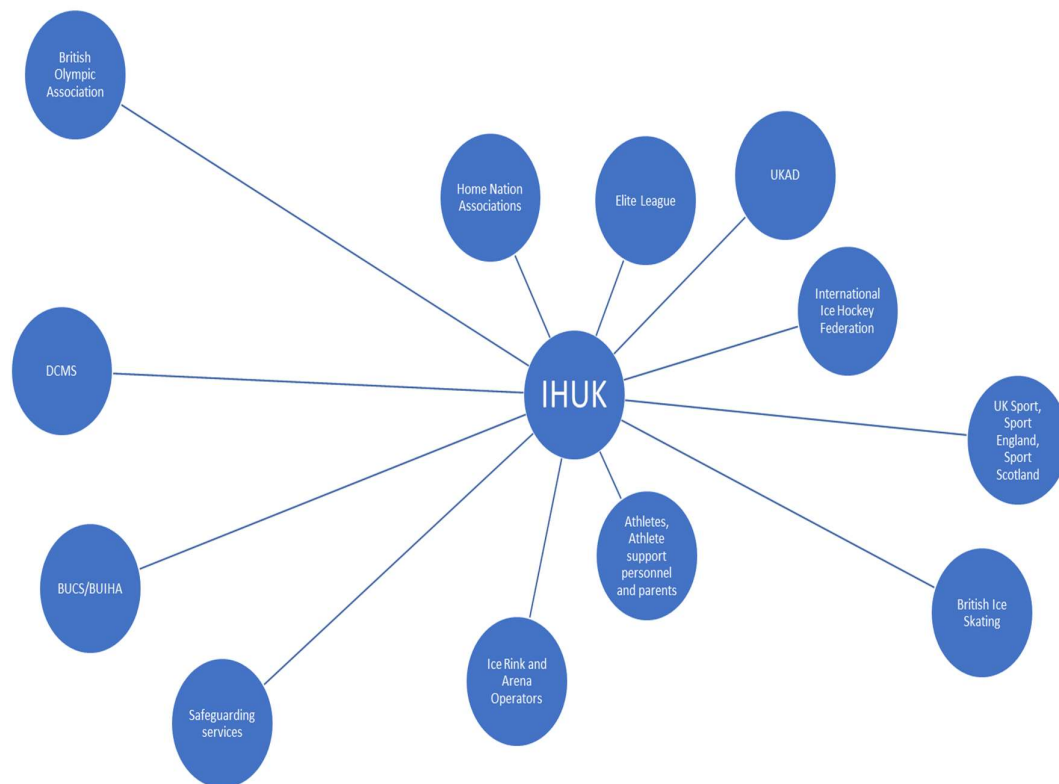 British
Olympic
Association
Home Nation
Associations
Elite League
UKAD
International
Ice Hockey
Federation
DCMS
IHUK
UK Sport,
Sport
England,
Sport
Scotland
Athletes,
Athlete
support
personnel
and parents
BUCS/BUIHA
British Ice
Skating
Ice Rink and
Arena
Operators
Safeguarding
services